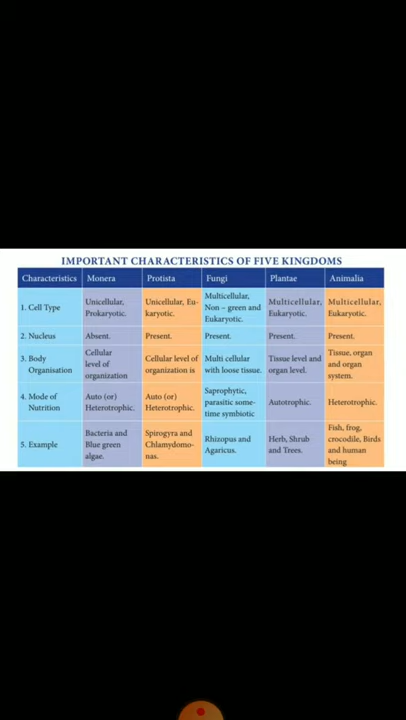 IMPORTANT CHARACTERISTICS OF FIVE KINGDOMS
Characteristics Monera Protista Fungi Plantae Animalia
1. Cell Type
Unicellular,
Prokaryotic.
Unicellular, Eu-
karyotic.
Multicellular,
Non – green and
Eukaryotic.
Multicellular,
Eukaryotic.
Multicellular,
Eukaryotic.
2. Nucleus Absent. Present. Present. Present. Present.
3. Body
Organisation
Cellular
level of
organization
Cellular level of
organization is
Multi cellular
with loose tissue.
Tissue level and
organ level.
Tissue, organ
and organ
system.
4. Mode of
Nutrition
Auto (or)
Heterotrophic.
Auto (or)
Heterotrophic.
Saprophytic,
parasitic some-
time symbiotic
Autotrophic.
Heterotrophic.
5. Example
Bacteria and
Blue green
algae.
Spirogyra and
Chlamydomo-
nas.
Rhizopus and
Agaricus.
Herb, Shrub
and Trees.
Fish, frog,
crocodile, Birds
and human
being